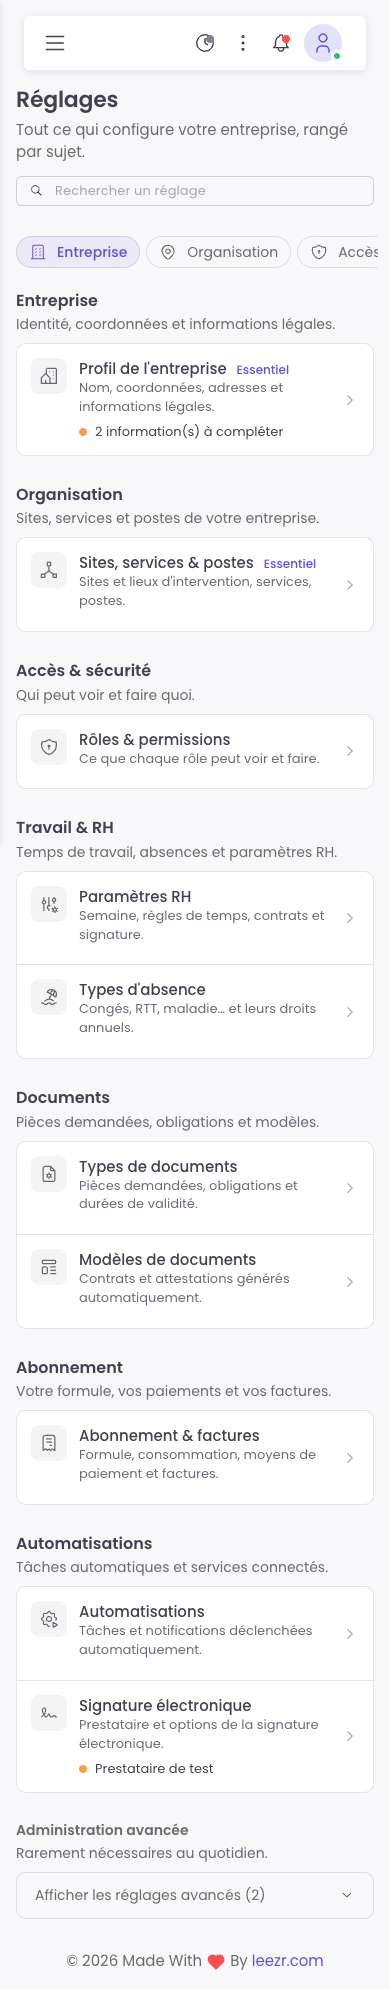 Réglages
Tout ce qui configure votre entreprise, rangé
par sujet.
Rechercher un réglage
Entreprise
Organisation
Accès
Entreprise
Identité, coordonnées et informations légales.
Profil de l'entreprise Essentiel
Nom, coordonnées, adresses et
informations légales.
2 information(s) à compléter
Organisation
Sites, services et postes de votre entreprise.
Sites, services & postes Essentiel
Sites et lieux d'intervention, services,
postes.
Accès & sécurité
Qui peut voir et faire quoi.
Rôles & permissions
Ce que chaque rôle peut voir et faire.
Travail & RH
Temps de travail, absences et paramètres RH.
Paramètres RH
Semaine, règles de temps, contrats et
signature.
Types d'absence
Congés, RTT, maladie… et leurs droits
annuels.
Documents
Pièces demandées, obligations et modèles.
Types de documents
Pièces demandées, obligations et
durées de validité.
Modèles de documents
Contrats et attestations générés
automatiquement.
Abonnement
Votre formule, vos paiements et vos factures.
Abonnement & factures
Formule, consommation, moyens de
paiement et factures.
Automatisations
Tâches automatiques et services connectés.
Automatisations
Tâches et notifications déclenchées
automatiquement.
Signature électronique
Prestataire et options de la signature
électronique.
Prestataire de test
Administration avancée
Rarement nécessaires au quotidien.
Afficher les réglages avancés (2)
© 2026 Made With ❤ By leezr.com